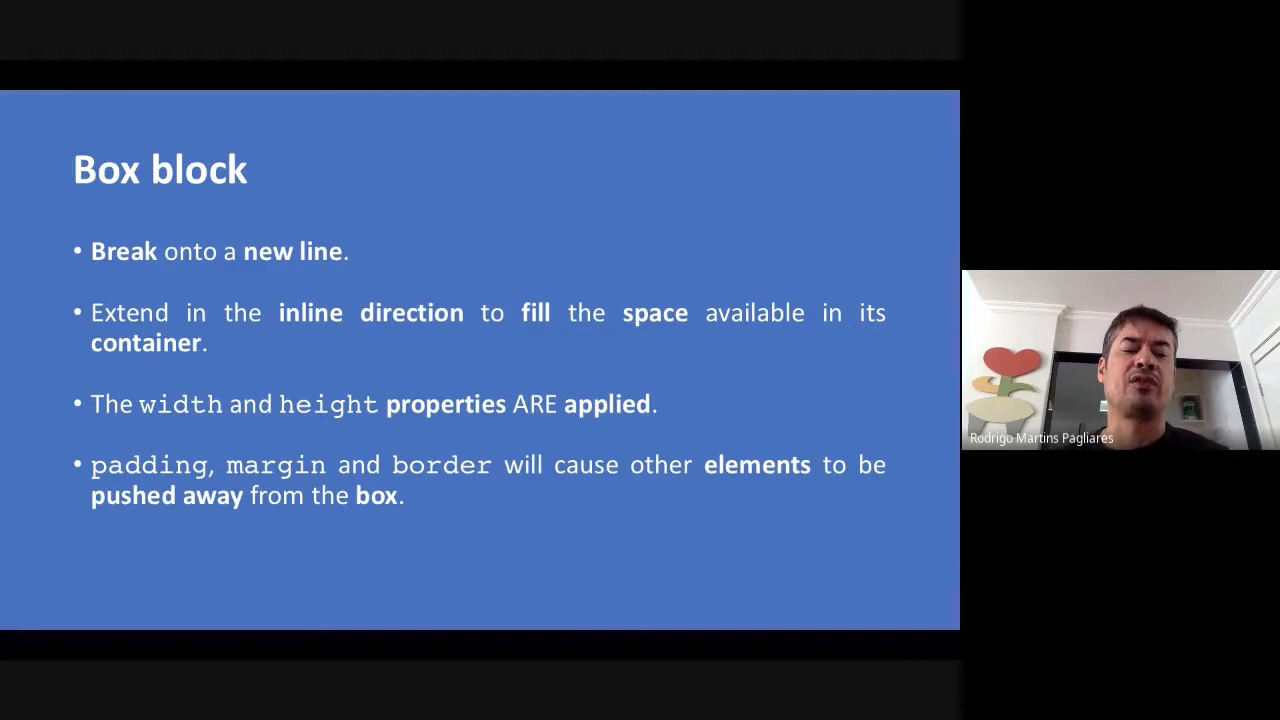 Box block
• Break onto a new line.
• Extend in the inline direction to fill the space available in its
container.
• The width and height properties ARE applied.
• padding, margin and border will cause other elements to be
pushed away from the box.
Rodrigo Martins Pagliares